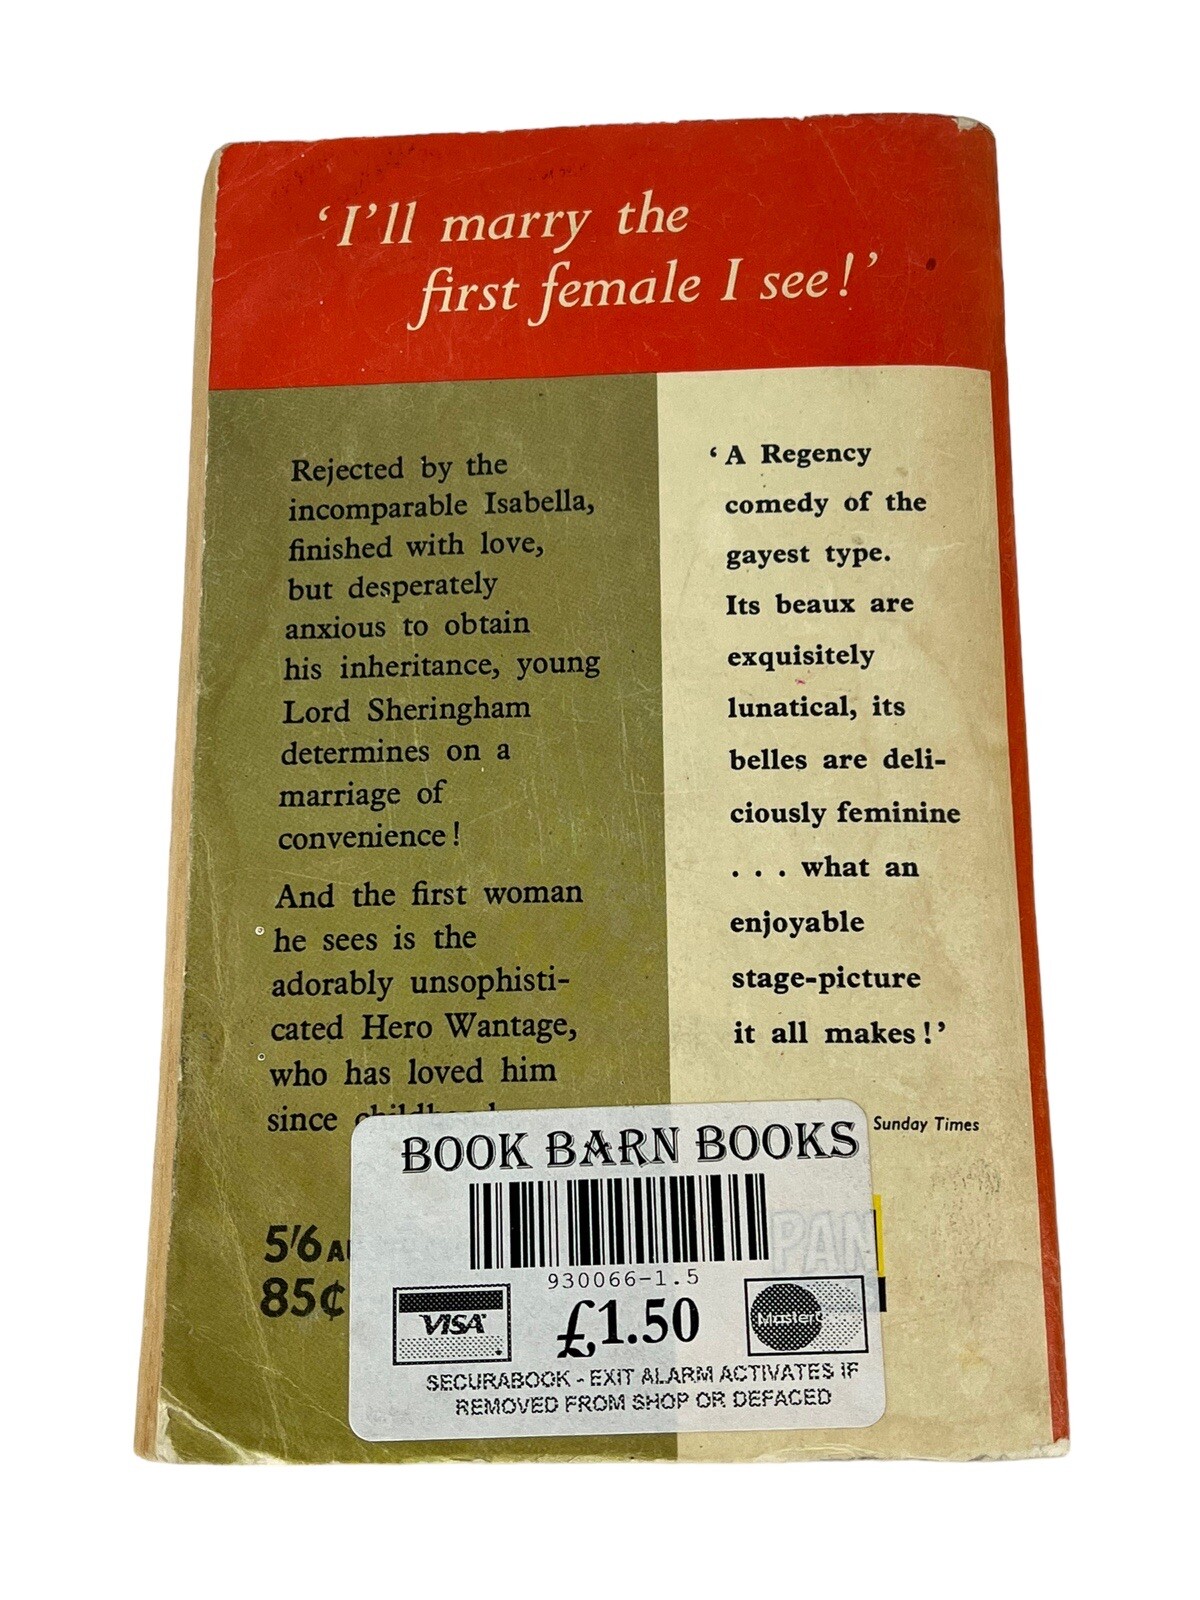 ‘I’ll marry the
first female I see!’
Rejected by the
incomparable Isabella,
finished with love,
but desperately
anxious to obtain
his inheritance, young
Lord Sheringham
determines on a
marriage of
convenience!
And the first woman
he sees is the
adorably unsophisti-
cated Hero Wantage,
who has loved him
since
‘A Regency
comedy of the
gayest type.
Its beaux are
exquisitely
lunatical, its
belles are deli-
ciously feminine
. . . what an
enjoyable
stage-picture
it all makes!’
Sunday Times
5'/6
85¢
PAN
BOOK BARN BOOKS
930066-1.5
VISA
£1.50
MasterCard
SECURABOOK - EXIT ALARM ACTIVATES IF
REMOVED FROM SHOP OR DEFACED